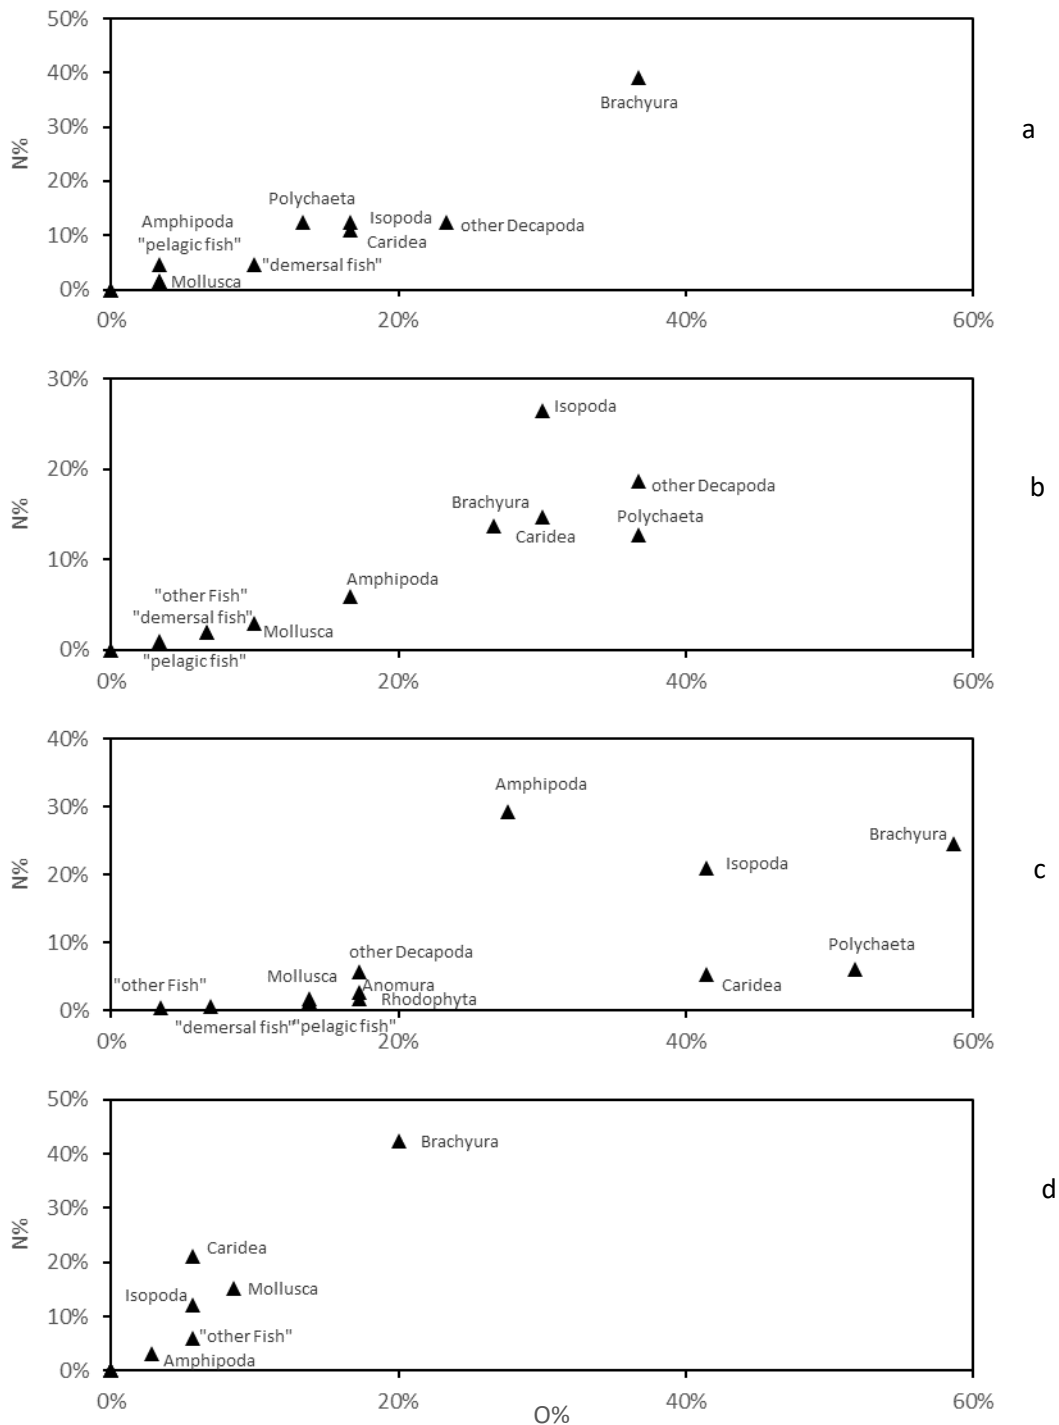 50%
40%
Brachyura
30%
a
N%
20%
Polychaeta
Isopoda
Amphipoda
other Decapoda
10%
Caridea
"pelagic fish"
"demersal fish"
Mollusca
0%
0% 20% 40% 60%
30%
Isopoda
20%
other Decapoda
b
N%
Brachyura
Polychaeta
Caridea
10%
Amphipoda
"other Fish"
"demersal fish"
Mollusca
0%
"pelagic fish"
0% 20% 40% 60%
40%
Amphipoda
30%
Brachyura
Isopoda
c
N%
20%
Polychaeta
other Decapoda
10%
Mollusca
"other Fish"
Anomura
Caridea
Rhodophyta
0%
"demersal fish" "pelagic fish"
0% 20% 40% 60%
50%
Brachyura
40%
d
30%
N%
Caridea
20%
Mollusca
Isopoda
10%
"other Fish"
Amphipoda
0%
0% 20% 40% 60%
O%